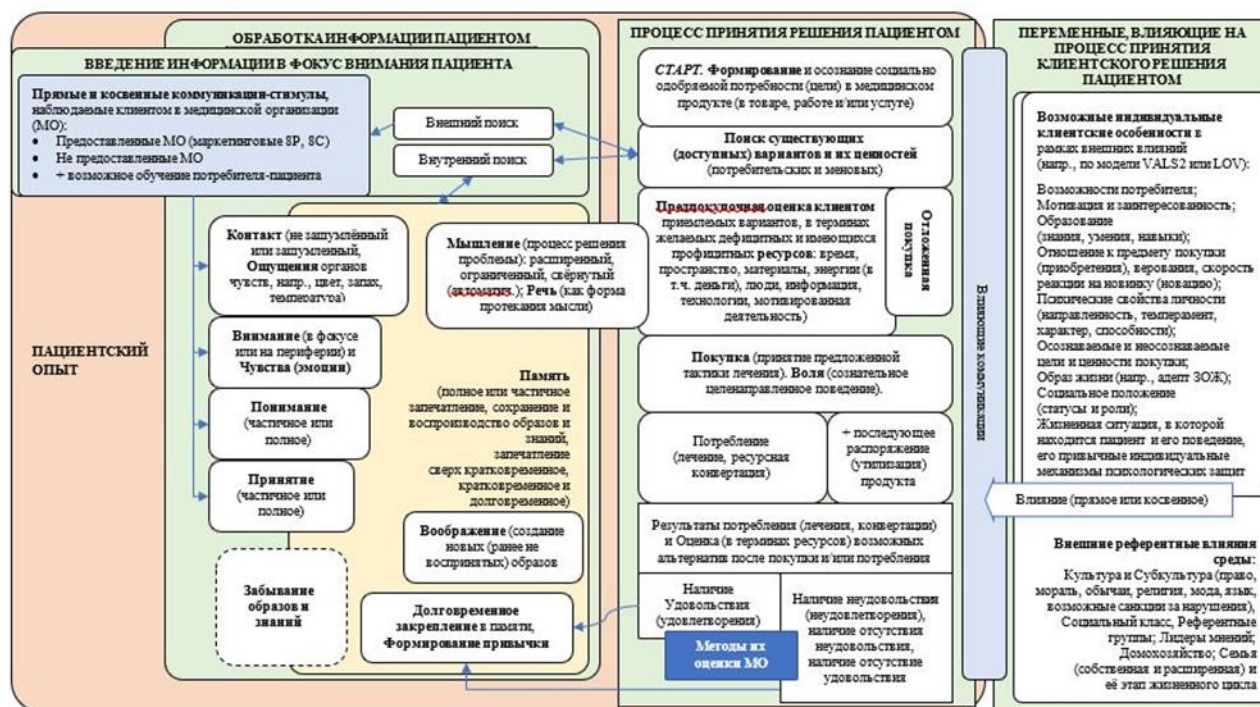 ОБРАБОТКА ИНФОРМАЦИИ ПАЦИЕНТОМ
ВВЕДЕНИЕ ИНФОРМАЦИИ В ФОКУС ВНИМАНИЯ ПАЦИЕНТА
Прямые и косвенные коммуникации-стимулы,
наблюдаемые клиентом в медицинской организации
(МО):
• Предоставленные МО (маркетинговые 8P, 8C)
• Не предоставленные МО
• + возможное обучение потребителя-пациента
Внешний поиск
Внутренний поиск
ПАЦИЕНТСКИЙ
ОПЫТ
Контакт (не зашумлённый
или зашумленный,
Ощущения органов
чувств, напр., цвет, запах,
температура)
Внимание (в фокусе
или на периферии) и
Чувства (эмоции)
Понимание
(частичное или
полное)
Принятие
(частичное или
полное)
Забывание
образов и
знаний
Мышление (процесс решения
проблемы): расширенный,
ограниченный, свёрнутый
(автоматич.); Речь (как форма
протекания мысли)
Память
(полное или частичное
запечатление, сохранение и
воспроизводство образов и
знаний,
запечатление
сверх кратковременное,
кратковременное и
долговременное)
Воображение (создание
новых (ранее не
воспринятых) образов
Долговременное
закрепление в памяти,
Формирование привычки
ПРОЦЕСС ПРИНЯТИЯ РЕШЕНИЯ ПАЦИЕНТОМ
СТАРТ. Формирование и осознание социально
одобряемой потребности (цели) в медицинском
продукте (в товаре, работе и/или услуге)
Поиск существующих
(доступных) вариантов и их ценностей
(потребительских и меновых)
Предпокупочная оценка клиентом
приемлемых вариантов, в терминах
желаемых дефицитных и имеющихся
профицитных ресурсов: время,
пространство, материалы, энергии (в
т.ч. деньги), люди, информация,
технологии, мотивированная
деятельность)
Отложенная
покупка
Покупка (принятие предложенной
тактики лечения). Воля (сознательное
целенаправленное поведение).
Потребление
(лечение, ресурсная
конвертация)
+ последующее
распоряжение
(утилизация)
продукта
Результаты потребления (лечения, конвертации)
и Оценка (в терминах ресурсов) возможных
альтернатив после покупки и/или потребления
Наличие
Удовольствия
(удовлетворения)
Наличие неудовольствия
(неудовлетворения),
наличие отсутствия
неудовольствия,
наличие отсутствие
удовольствия
Методы их
оценки МО
Влияющие коммуникации
ПЕРЕМЕННЫЕ, ВЛИЯЮЩИЕ НА
ПРОЦЕСС ПРИНЯТИЯ
КЛИЕНТСКОГО РЕШЕНИЯ
ПАЦИЕНТОМ
Возможные индивидуальные
клиентские особенности в
рамках внешних влияний
(напр., по модели VALS2 или LOV):
Возможности потребителя;
Мотивация и заинтересованность;
Образование
(знания, умения, навыки);
Отношение к предмету покупки
(приобретения), верования, скорость
реакции на новинку (новацию);
Психические свойства личности
(направленность, темперамент,
характер, способности);
Осознаваемые и неосознаваемые
цели и ценности покупки;
Образ жизни (напр., адепт ЗОЖ);
Социальное положение
(статусы и роли);
Жизненная ситуация, в которой
находится пациент и его поведение,
его привычные индивидуальные
механизмы психологических защит
Влияние (прямое или косвенное)
Внешние референтные влияния
среды:
Культура и Субкультура (право,
мораль, обычаи, религия, мода, язык,
возможные санкции за нарушения),
Социальный класс, Референтные
группы; Лидеры мнений;
Домохозяйство; Семья
(собственная и расширенная) и
её этап жизненного цикла